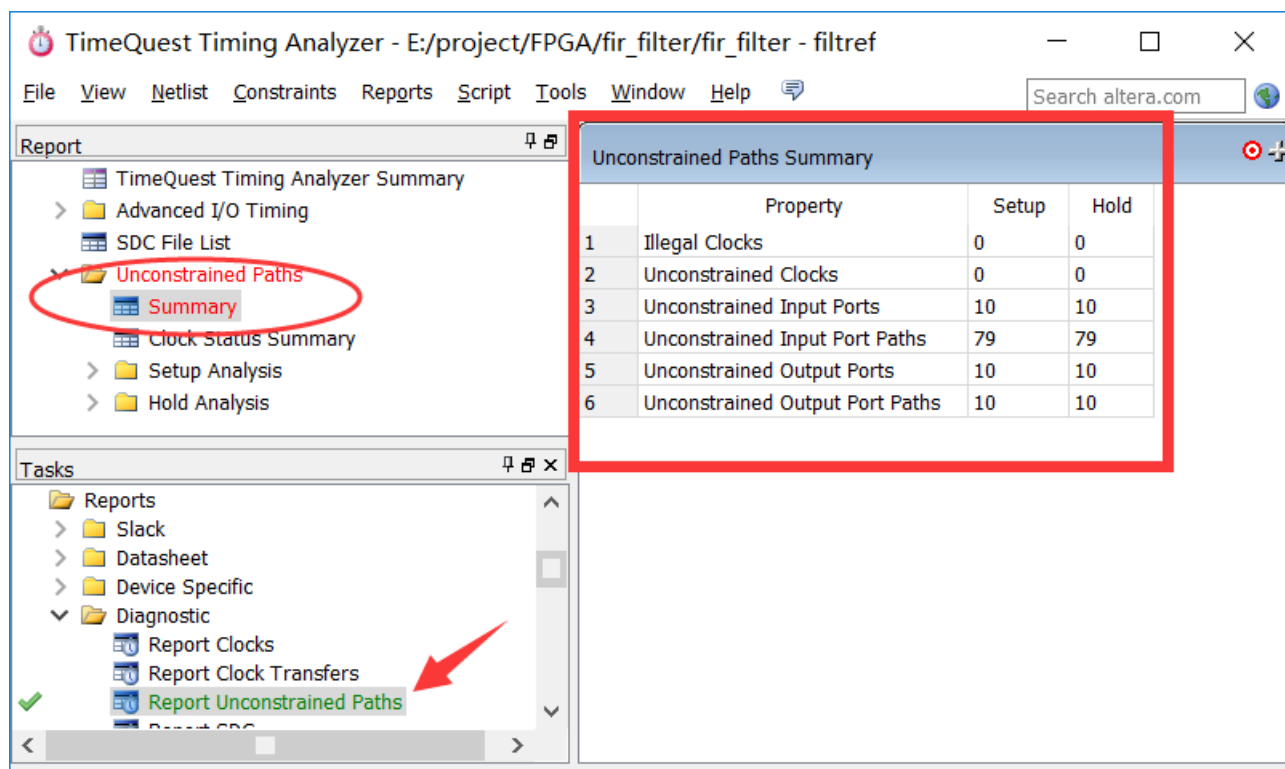 TimeQuest Timing Analyzer - E:/project/FPGA/fir_filter/fir_filter - filtref
File View Netlist Constraints Reports Script Tools Window Help
Search altera.com
Report
TimeQuest Timing Analyzer Summary
Advanced I/O Timing
SDC File List
Unconstrained Paths
Summary
Clock Status Summary
Setup Analysis
Hold Analysis
Unconstrained Paths Summary
Property Setup Hold
1 Illegal Clocks 0 0
2 Unconstrained Clocks 0 0
3 Unconstrained Input Ports 10 10
4 Unconstrained Input Port Paths 79 79
5 Unconstrained Output Ports 10 10
6 Unconstrained Output Port Paths 10 10
Tasks
Reports
Slack
Datasheet
Device Specific
Diagnostic
Report Clocks
Report Clock Transfers
Report Unconstrained Paths
Report SDC